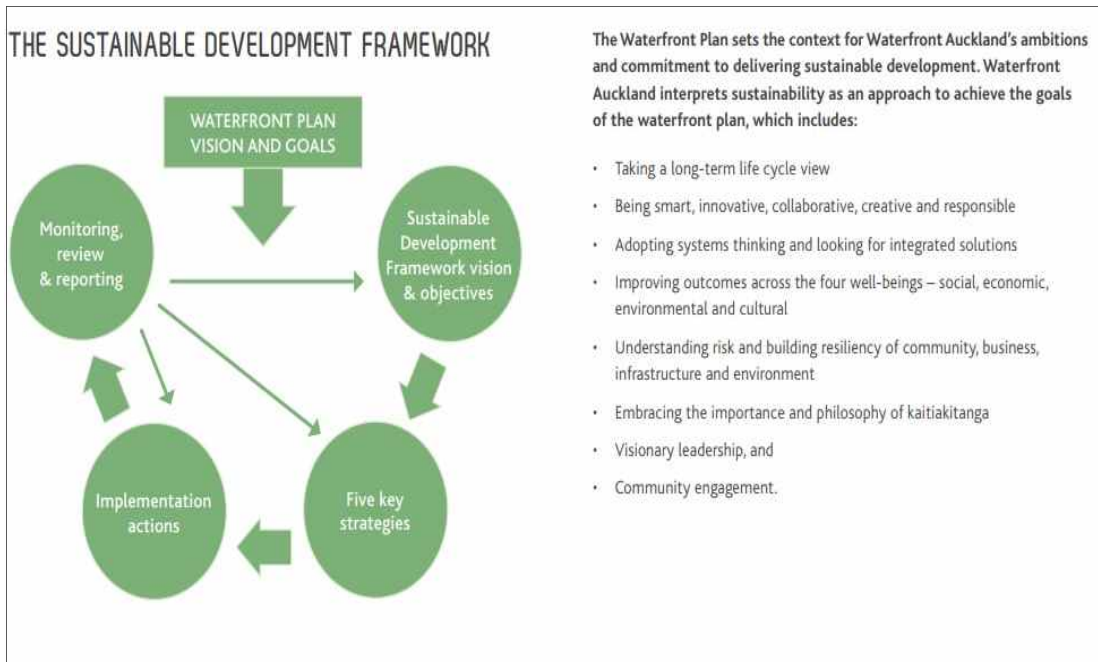 THE SUSTAINABLE DEVELOPMENT FRAMEWORK
WATERFRONT PLAN
VISION AND GOALS
Monitoring,
review
& reporting
Sustainable
Development
Framework vision
& objectives
Implementation
actions
Five key
strategies
The Waterfront Plan sets the context for Waterfront Auckland's ambitions
and commitment to delivering sustainable development. Waterfront
Auckland interprets sustainability as an approach to achieve the goals
of the waterfront plan, which includes:
• Taking a long-term life cycle view
• Being smart, innovative, collaborative, creative and responsible
• Adopting systems thinking and looking for integrated solutions
• Improving outcomes across the four well-beings – social, economic,
environmental and cultural
• Understanding risk and building resiliency of community, business,
infrastructure and environment
• Embracing the importance and philosophy of kaitiakitanga
• Visionary leadership, and
• Community engagement.